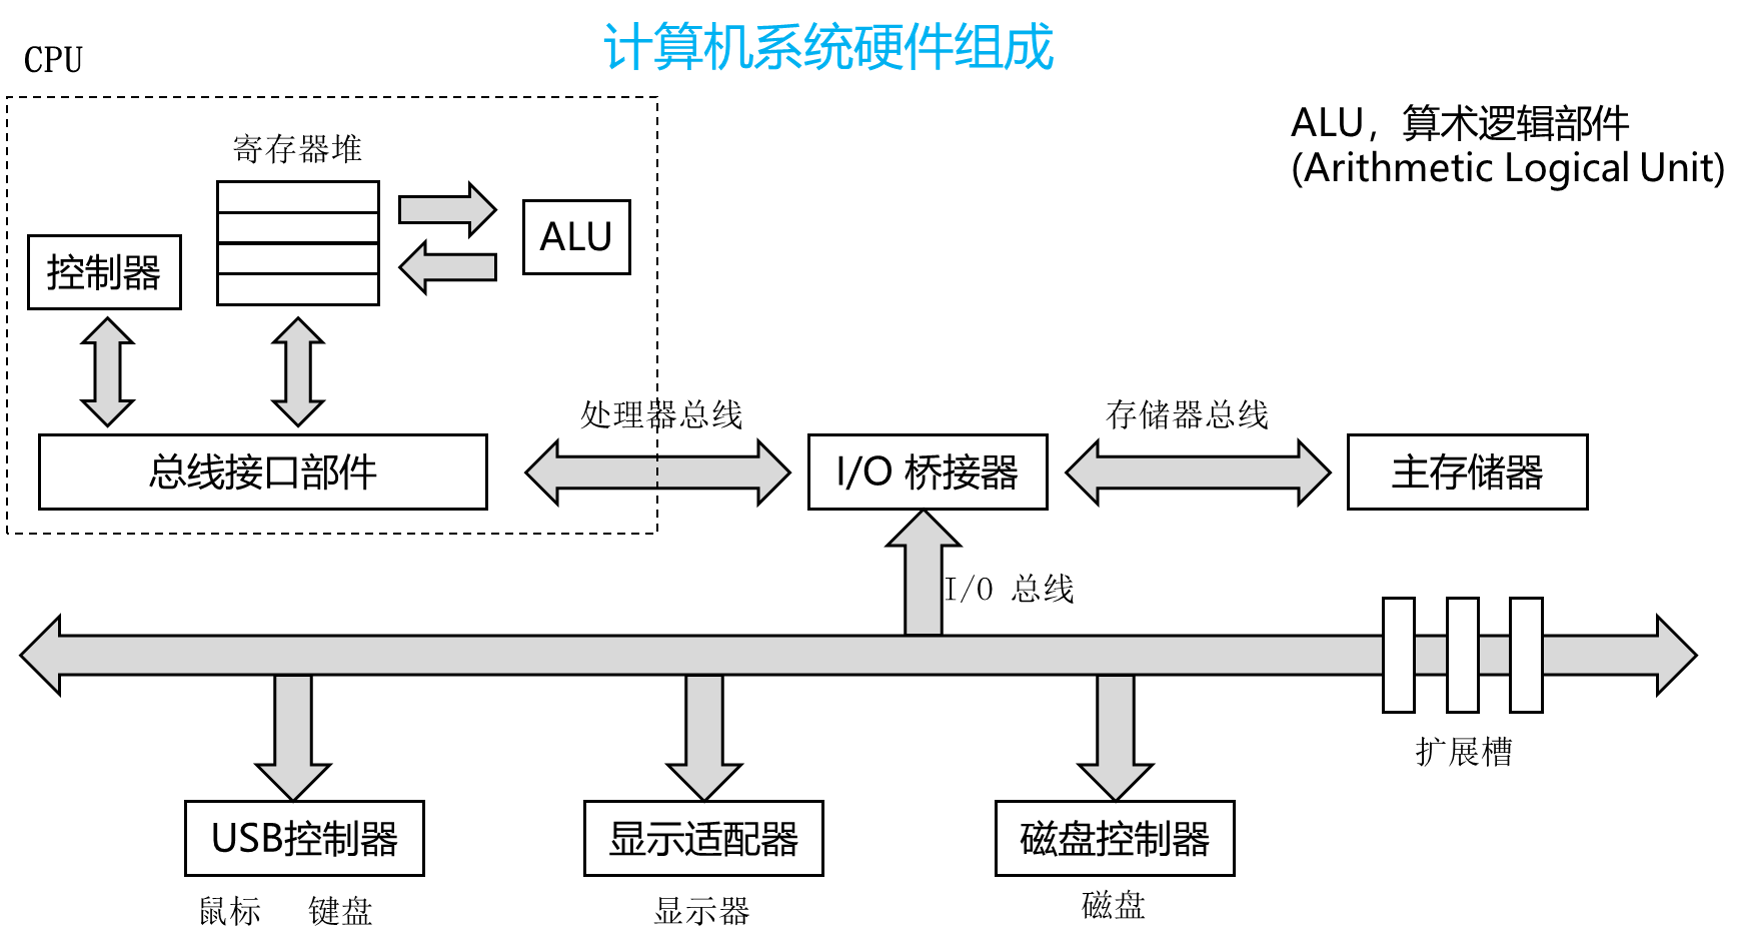 计算机系统硬件组成
CPU
ALU，算术逻辑部件
(Arithmetic Logical Unit)
寄存器堆
ALU
控制器
处理器总线
存储器总线
总线接口部件
I/O 桥接器
主存储器
I/O 总线
扩展槽
USB控制器
显示适配器
磁盘控制器
鼠标 键盘
显示器
磁盘